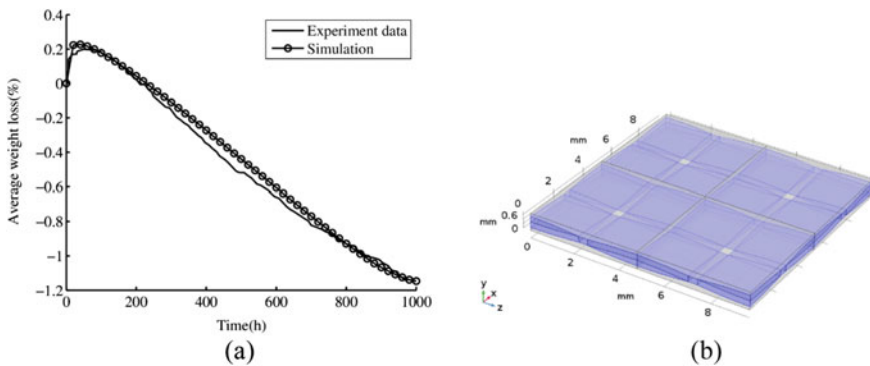 0.4
0.2
0
−0.2
−0.4
−0.6
−0.8
−1
−1.2
Average weight loss(%)
Experiment data
Simulation
0 200 400 600 800 1000
Time(h)
(a)
8
mm 6
4
2
0
mm 0.6
0
0
2
4
mm 6
8
y
x
z
(b)